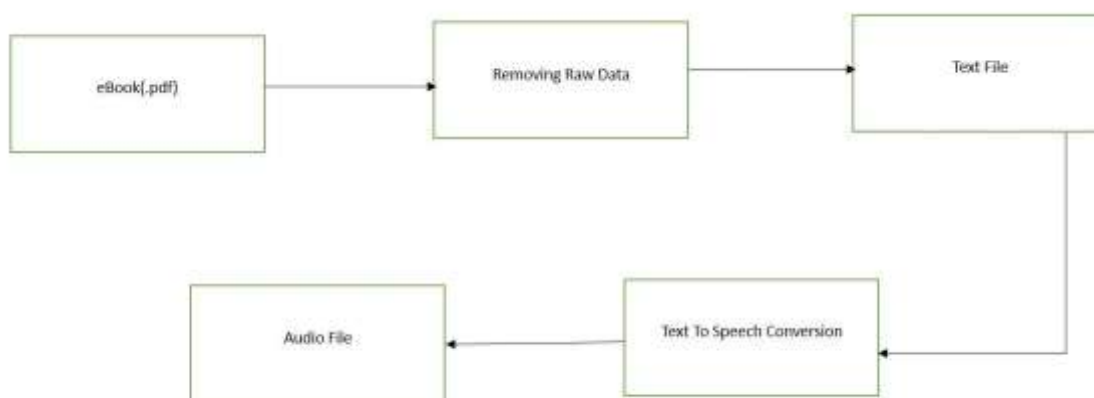 eBook(.pdf)
Removing Raw Data
Text File
Text To Speech Conversion
Audio File